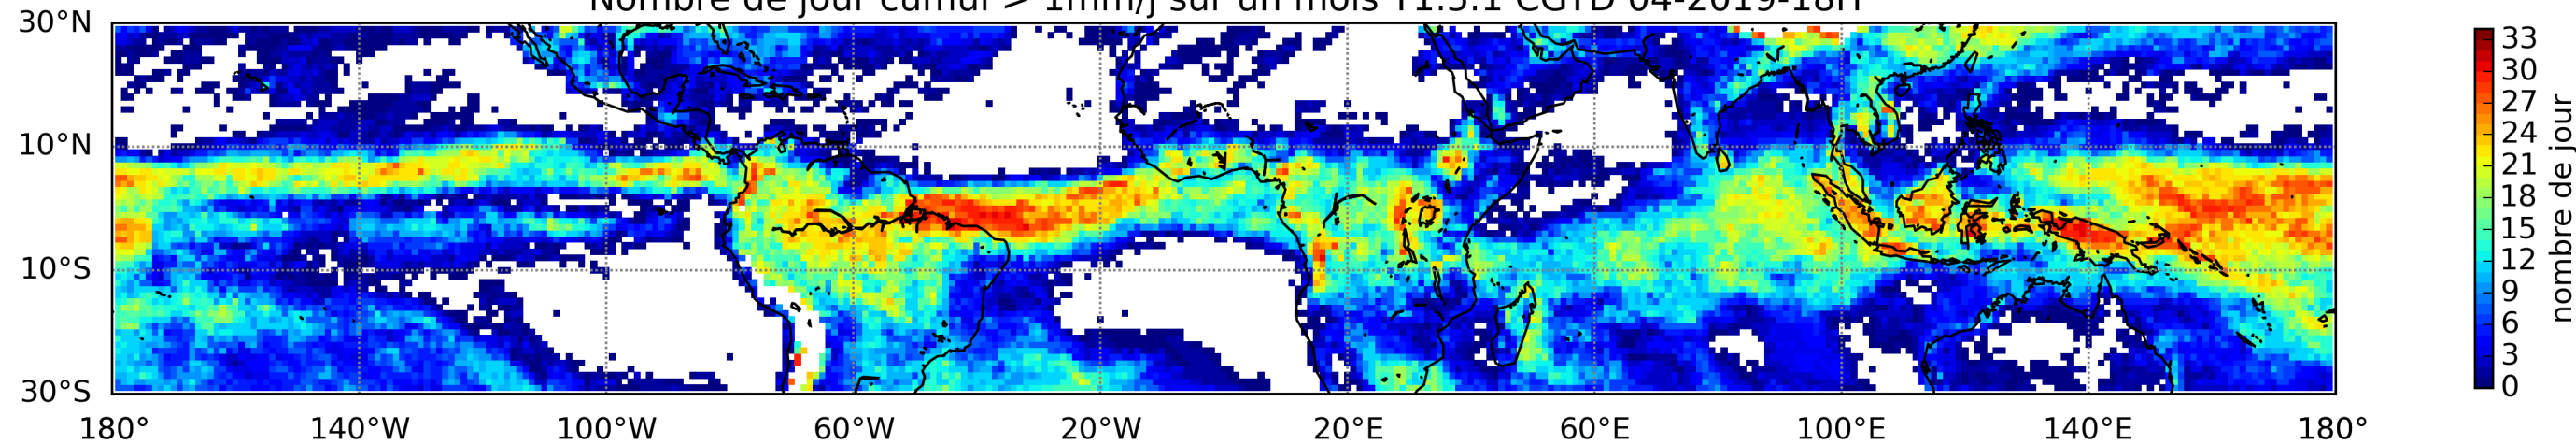 Nombre de jour cumul > 1mm/j sur un mois T1.5.1 CGTD 04-2019-18H
30°N
10°N
10°S
30°S
180° 140°W 100°W 60°W 20°W 20°E 60°E 100°E 140°E 180°
33
30
27
24
21
18
15
12
9
6
3
0
nombre de jour